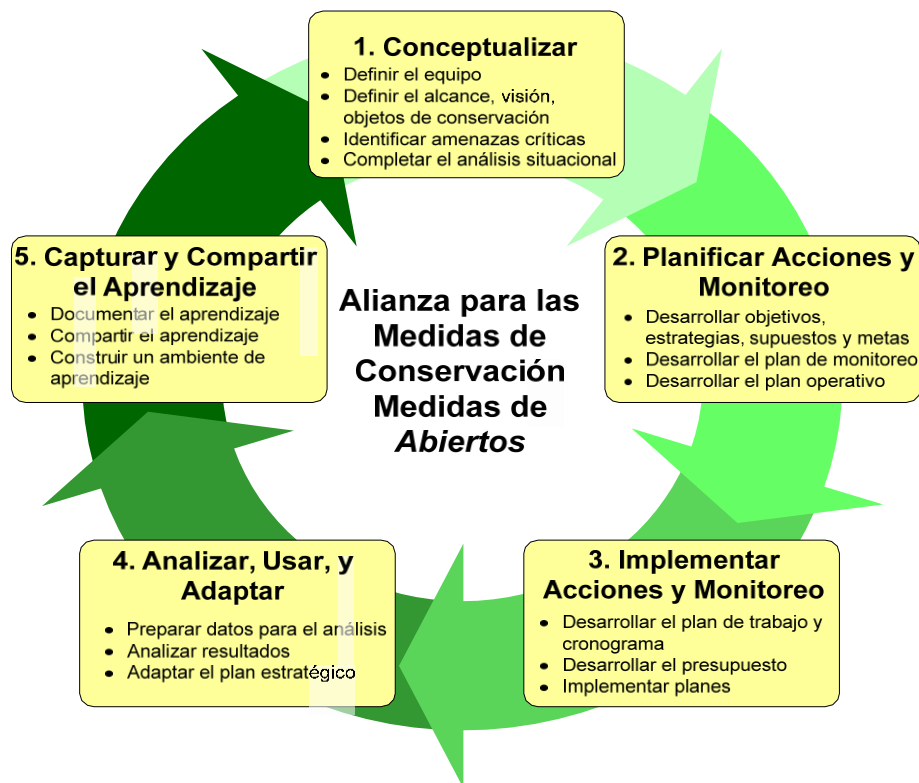 1. Conceptualizar
• Definir el equipo
• Definir el alcance, visión,
objetos de conservación
• Identificar amenazas críticas
• Completar el análisis situacional
2. Planificar Acciones y
Monitoreo
• Desarrollar objetivos,
estrategias, supuestos y metas
• Desarrollar el plan de monitoreo
• Desarrollar el plan operativo
3. Implementar
Acciones y Monitoreo
• Desarrollar el plan de trabajo y
cronograma
• Desarrollar el presupuesto
• Implementar planes
4. Analizar, Usar, y
Adaptar
• Preparar datos para el análisis
• Analizar resultados
• Adaptar el plan estratégico
5. Capturar y Compartir
el Aprendizaje
• Documentar el aprendizaje
• Compartir el aprendizaje
• Construir un ambiente de
aprendizaje
Alianza para las
Medidas de
Conservación
Medidas de
Abiertos